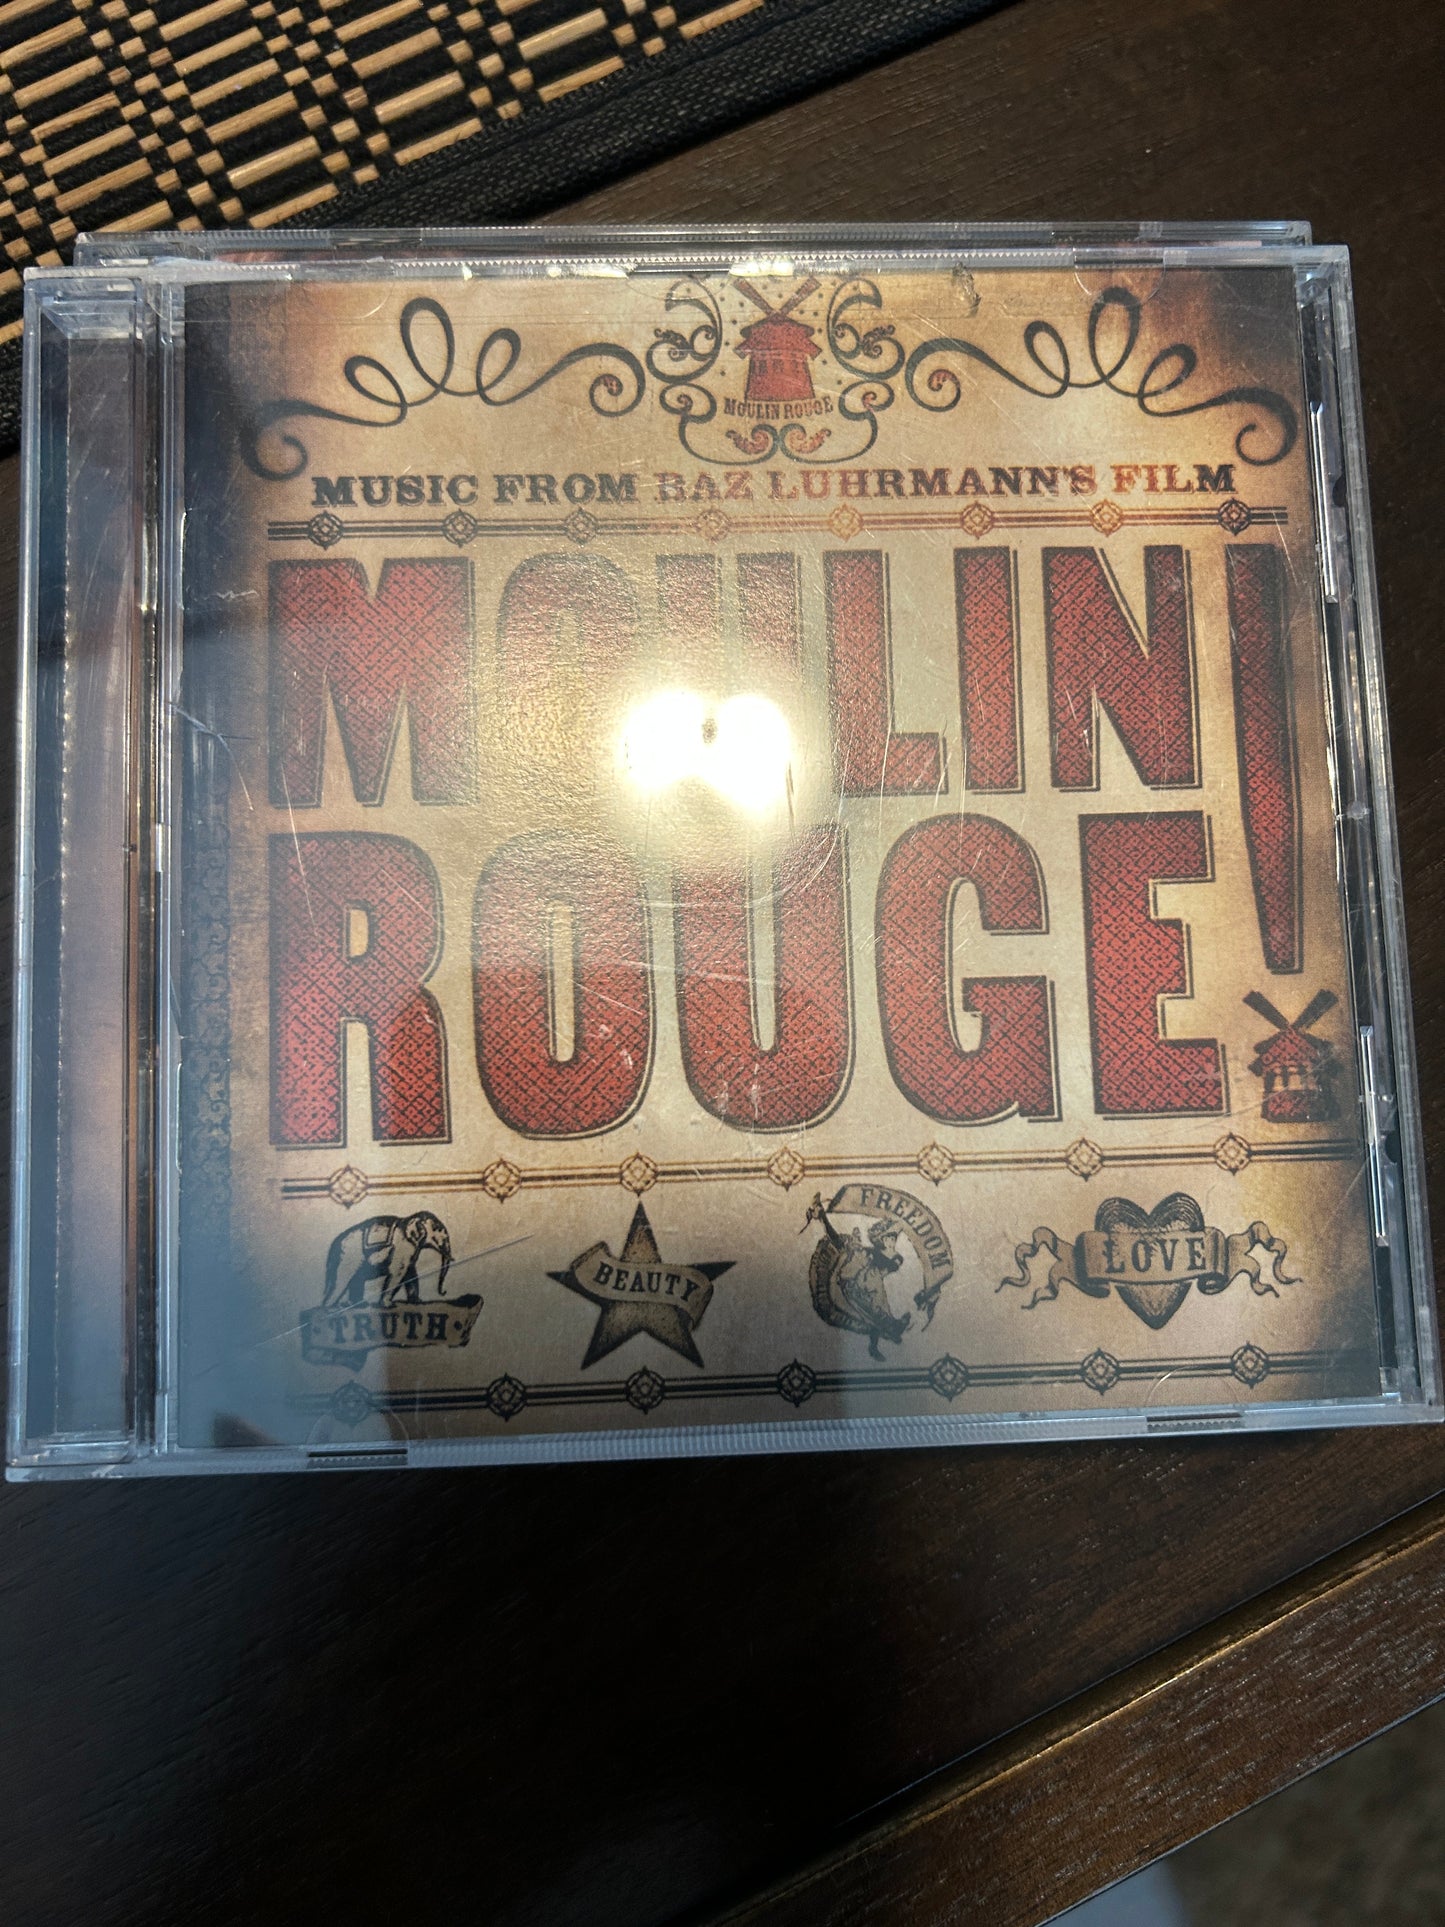 MOULIN ROUGE
MUSIC FROM BAZ LUHRMANN'S FILM
MOULIN
ROUGE!
TRUTH
BEAUTY
FREEDOM
LOVE